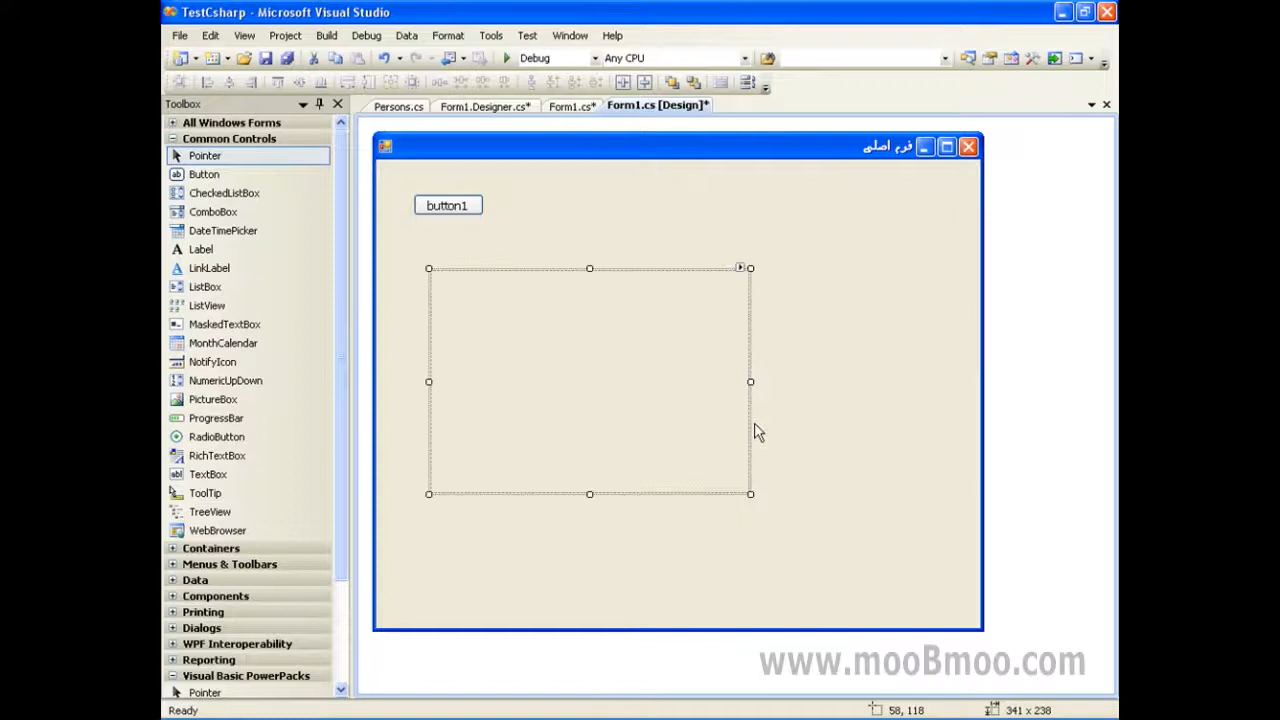 TestCsharp - Microsoft Visual Studio
File Edit View Project Build Debug Data Format Tools Test Window Help
Debug Any CPU
Toolbox
Persons.cs Form1.Designer.cs* Form1.cs* Form1.cs [Design]*
All Windows Forms
Common Controls
Pointer
Button
CheckedListBox
ComboBox
DateTimePicker
Label
LinkLabel
ListBox
ListView
MaskedTextBox
MonthCalendar
NotifyIcon
NumericUpDown
PictureBox
ProgressBar
RadioButton
RichTextBox
TextBox
ToolTip
TreeView
WebBrowser
Containers
Menus & Toolbars
Data
Components
Printing
Dialogs
WPF Interoperability
Reporting
Visual Basic PowerPacks
Pointer
فرم اصلی
button1
www.mooBmoo.com
Ready 58, 118 341 x 238